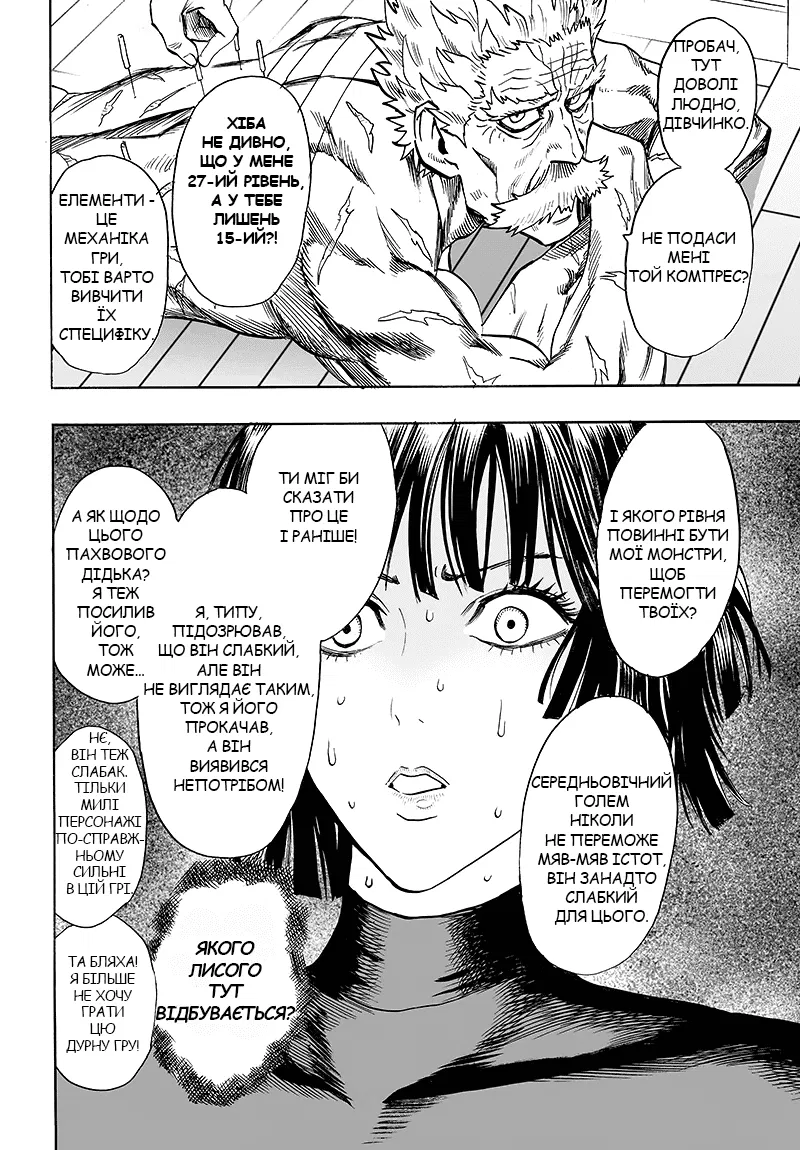 ПРОБАЧ,
ТУТ
ДОВОЛІ
ЛЮДНО,
ДІВЧИНКО.
НЕ ПОДАСИ
МЕНІ
ТОЙ КОМПРЕС?
ХІБА
НЕ ДИВНО,
ЩО У МЕНЕ
27-ИЙ РІВЕНЬ,
А У ТЕБЕ
ЛИШЕНЬ
15-ИЙ?!
ЕЛЕМЕНТИ -
ЦЕ
МЕХАНІКА
ГРИ,
ТОБІ ВАРТО
ВИВЧИТИ
ЇХ
СПЕЦИФІКУ.
І ЯКОГО РІВНЯ
ПОВИННІ БУТИ
МОЇ МОНСТРИ,
ЩОБ
ПЕРЕМОГТИ
ТВОЇХ?
СЕРЕДНЬОВІЧНИЙ
ГОЛЕМ
НІКОЛИ
НЕ ПЕРЕМОЖЕ
МЯВ-МЯВ ІСТОТ,
ВІН ЗАНАДТО
СЛАБКИЙ
ДЛЯ ЦЬОГО.
ТИ МІГ БИ
СКАЗАТИ
ПРО ЦЕ
І РАНІШЕ!
Я, ТИПУ,
ПІДОЗРЮВАВ,
ЩО ВІН СЛАБКИЙ,
АЛЕ ВІН
НЕ ВИГЛЯДАЄ ТАКИМ,
ТОЖ Я ЙОГО
ПРОКАЧАВ,
А ВІН
ВИЯВИВСЯ
НЕПОТРІБОМ!
А ЯК ЩОДО
ЦЬОГО
ПАХВОВОГО
ДІДЬКА?
Я ТЕЖ
ПОСИЛИВ
ЙОГО,
ТОЖ
МОЖЕ...
НЄ,
ВІН ТЕЖ
СЛАБАК.
ТІЛЬКИ
МИЛІ
ПЕРСОНАЖІ
ПО-СПРАВЖ-
НЬОМУ
СИЛЬНІ
В ЦІЙ ГРІ.
ЯКОГО
ЛИСОГО
ТУТ
ВІДБУВАЄТЬСЯ?
ТА БЛЯХА!
Я БІЛЬШЕ
НЕ ХОЧУ
ГРАТИ
ЦЮ
ДУРНУ ГРУ!